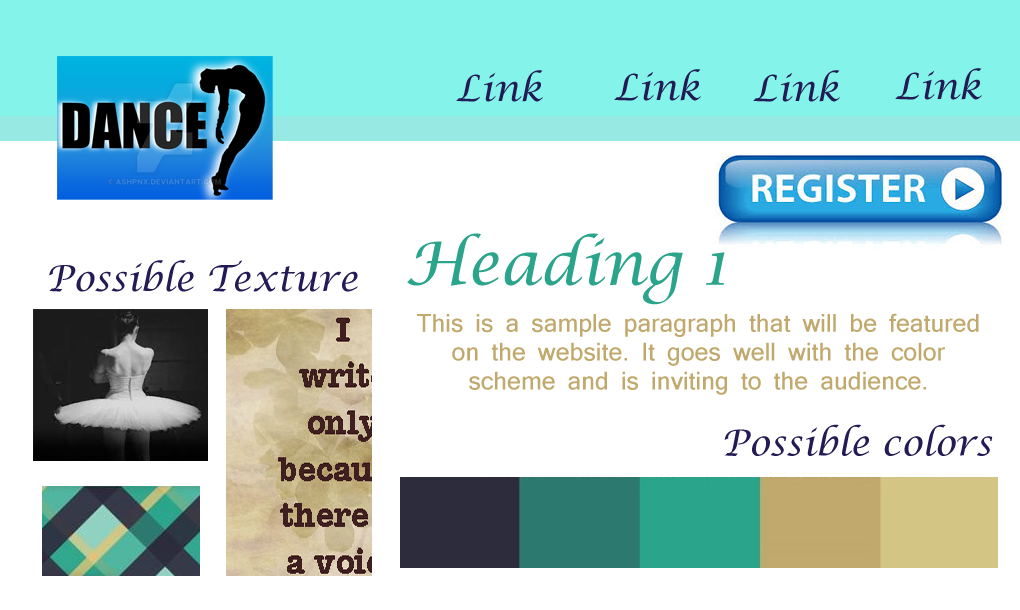 Link Link Link Link
DANCE
© ASHPNX.DEVIANTART.COM
REGISTER
Heading 1
Possible Texture
This is a sample paragraph that will be featured
on the website. It goes well with the color
scheme and is inviting to the audience.
I
writ
only
becau
there
a voic
Possible colors